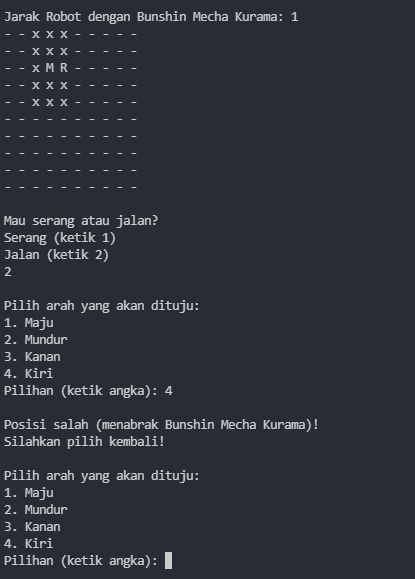 Jarak Robot dengan Bunshin Mecha Kurama: 1
- - x x x - - - - -
- - x x x - - - - -
- - x M R - - - - -
- - x x x - - - - -
- - x x x - - - - -
- - - - - - - - - -
- - - - - - - - - -
- - - - - - - - - -
- - - - - - - - - -
- - - - - - - - - -
Mau serang atau jalan?
Serang (ketik 1)
Jalan (ketik 2)
2
Pilih arah yang akan dituju:
1. Maju
2. Mundur
3. Kanan
4. Kiri
Pilihan (ketik angka): 4
Posisi salah (menabrak Bunshin Mecha Kurama)!
Silahkan pilih kembali!
Pilih arah yang akan dituju:
1. Maju
2. Mundur
3. Kanan
4. Kiri
Pilihan (ketik angka):